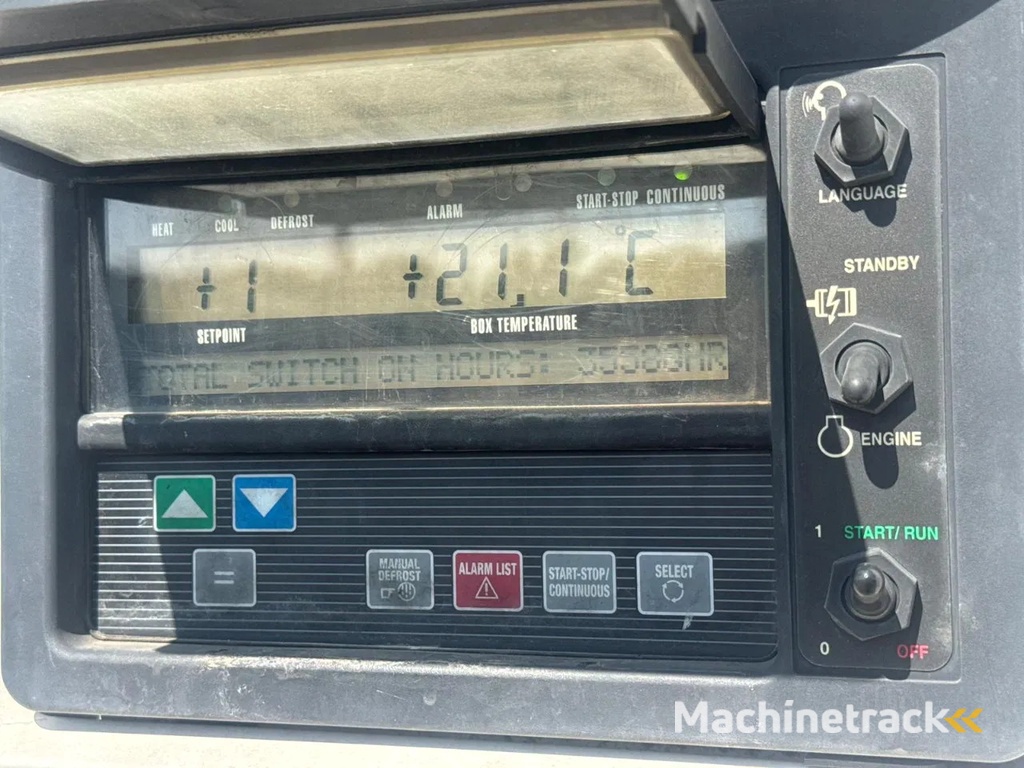 LANGUAGE
HEAT COOL DEFROST ALARM START-STOP CONTINUOUS
+1 +21,1 °C
SETPOINT BOX TEMPERATURE
TOTAL SWITCH ON HOURS:
STANDBY
ENGINE
1 START/ RUN
0 OFF
=
MANUAL
DEFROST
ALARM LIST
START-STOP/
CONTINUOUS
SELECT
Machinetrack